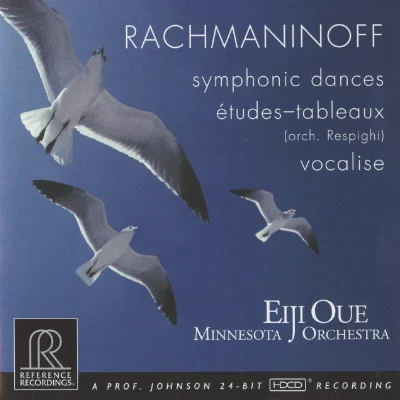 RACHMANINOFF
symphonic dances
études–tableaux
(orch. Respighi)
vocalise
EIJI OUE
MINNESOTA ORCHESTRA
RR
REFERENCE
RECORDINGS®
A PROF. JOHNSON 24-BIT HDCD RECORDING